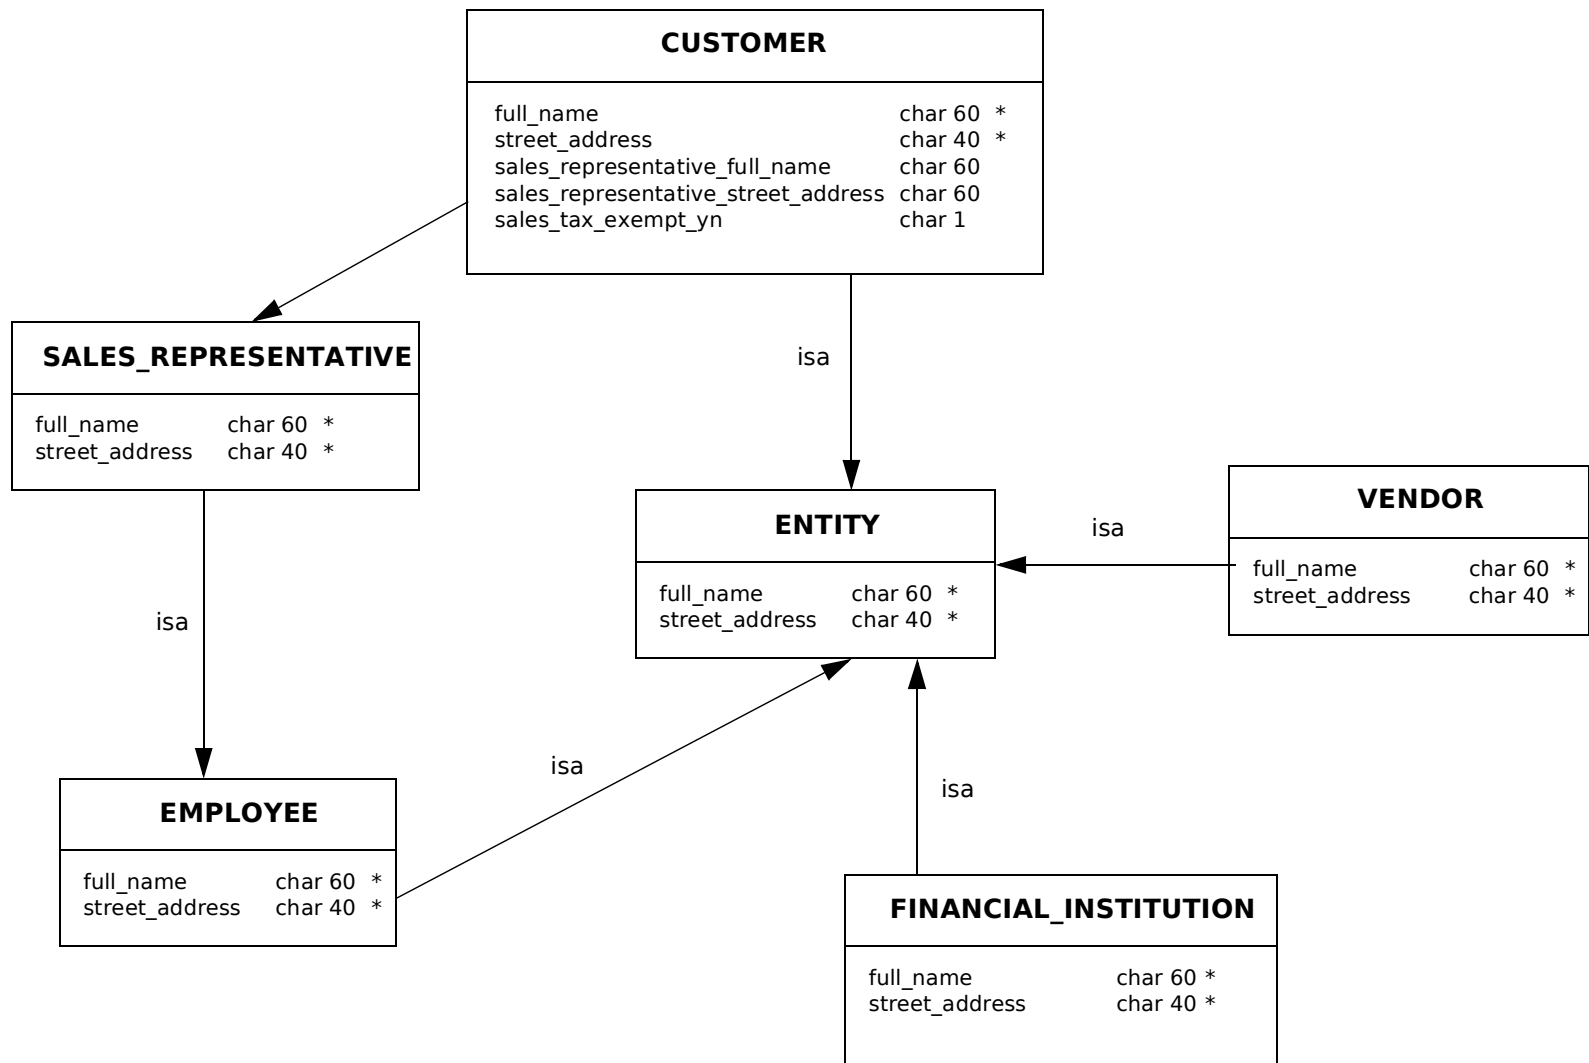 CUSTOMER
full_name char 60 *
street_address char 40 *
sales_representative_full_name char 60
sales_representative_street_address char 60
sales_tax_exempt_yn char 1
SALES_REPRESENTATIVE
full_name char 60 *
street_address char 40 *
isa
ENTITY
full_name char 60 *
street_address char 40 *
isa
VENDOR
full_name char 60 *
street_address char 40 *
isa
EMPLOYEE
full_name char 60 *
street_address char 40 *
isa
isa
FINANCIAL_INSTITUTION
full_name char 60 *
street_address char 40 *